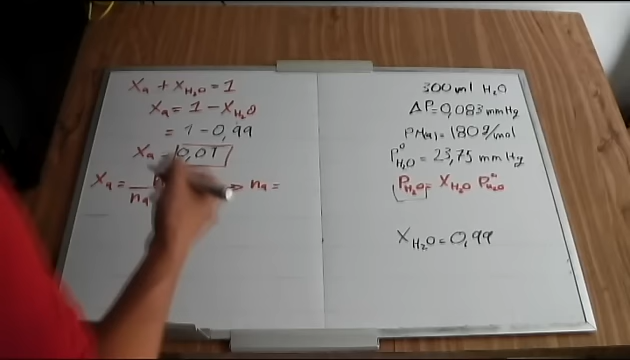 Xa + XH₂O = 1
Xa = 1 - XH₂O
= 1 - 0,99
Xa = 0,01
Xa =
na
⇒ na =
300 ml H₂O
ΔP = 0,083 mmHg
PM(a) = 180 g/mol
P°H₂O = 23,75 mmHg
PH₂O = XH₂O P°H₂O
XH₂O = 0,99